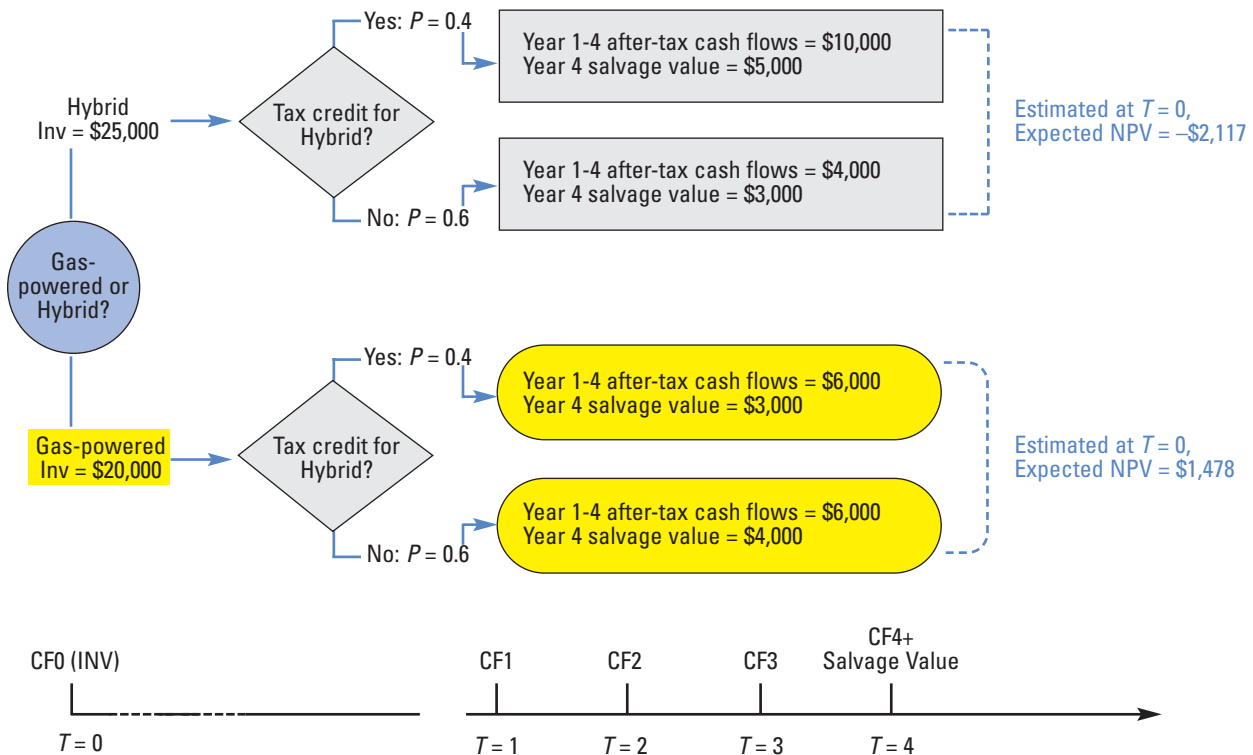 Yes: P = 0.4
Year 1-4 after-tax cash flows = $10,000
Year 4 salvage value = $5,000
Hybrid
Inv = $25,000
Tax credit for
Hybrid?
Estimated at T = 0,
Expected NPV = –$2,117
Year 1-4 after-tax cash flows = $4,000
Year 4 salvage value = $3,000
No: P = 0.6
Gas-
powered or
Hybrid?
Yes: P = 0.4
Year 1-4 after-tax cash flows = $6,000
Year 4 salvage value = $3,000
Gas-powered
Inv = $20,000
Tax credit for
Hybrid?
Estimated at T = 0,
Expected NPV = $1,478
Year 1-4 after-tax cash flows = $6,000
Year 4 salvage value = $4,000
No: P = 0.6
CF0 (INV)
CF1
CF2
CF3
CF4+
Salvage Value
T = 0
T = 1
T = 2
T = 3
T = 4